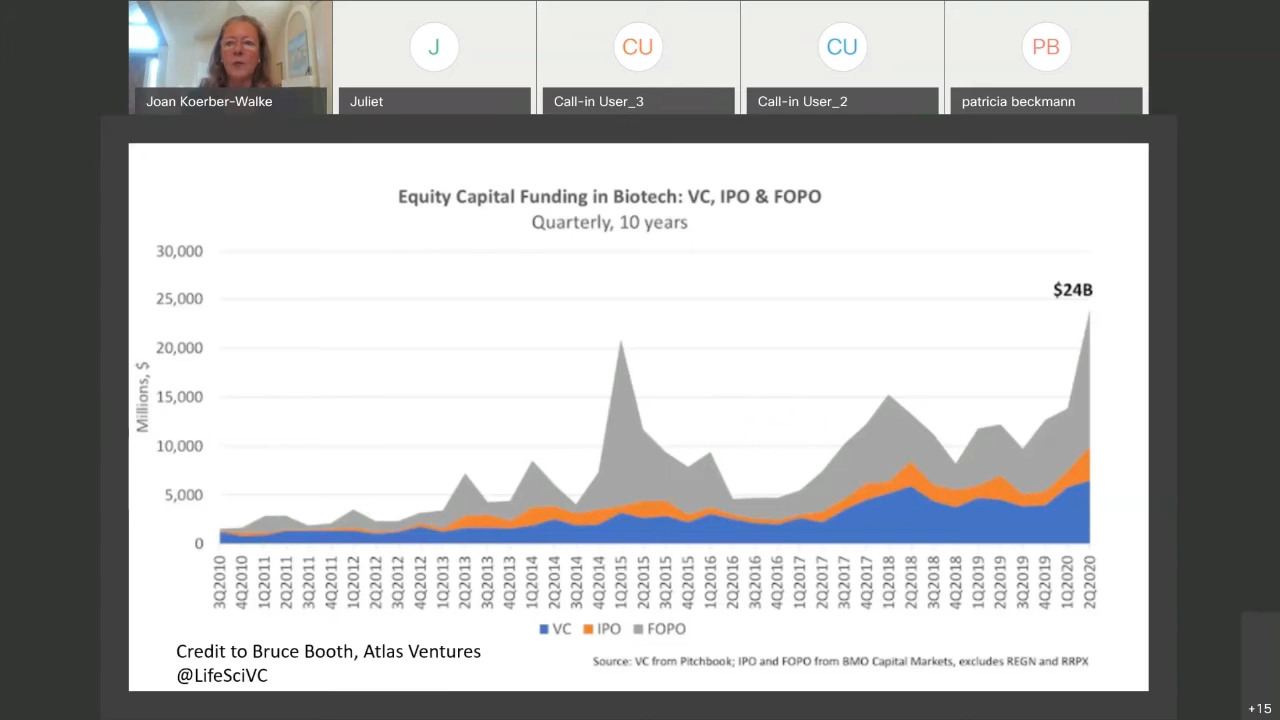 J
CU
CU
PB
Joan Koerber-Walke
Juliet
Call-in User_3
Call-in User_2
patricia beckmann
Equity Capital Funding in Biotech: VC, IPO & FOPO
Quarterly, 10 years
Millions, $
30,000
25,000
20,000
15,000
10,000
5,000
0
$24B
3Q2010
4Q2010
1Q2011
2Q2011
3Q2011
4Q2011
1Q2012
2Q2012
3Q2012
4Q2012
1Q2013
2Q2013
3Q2013
4Q2013
1Q2014
2Q2014
3Q2014
4Q2014
1Q2015
2Q2015
3Q2015
4Q2015
1Q2016
2Q2016
3Q2016
4Q2016
1Q2017
2Q2017
3Q2017
4Q2017
1Q2018
2Q2018
3Q2018
4Q2018
1Q2019
2Q2019
3Q2019
4Q2019
1Q2020
2Q2020
VC IPO FOPO
Credit to Bruce Booth, Atlas Ventures
@LifeSciVC
Source: VC from Pitchbook; IPO and FOPO from BMO Capital Markets, excludes REGN and RRPX
+15